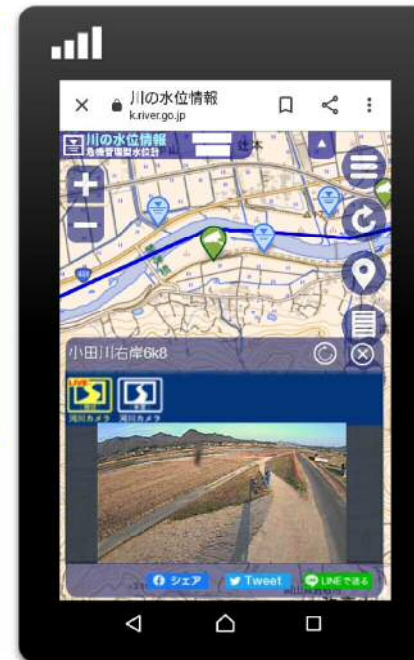 川の水位情報
k.river.go.jp
川の水位情報
危機管理型水位計
辻本
小田川右岸6k8
LIVE
河川カメラ
河川カメラ
シェア
Tweet
LINEで送る